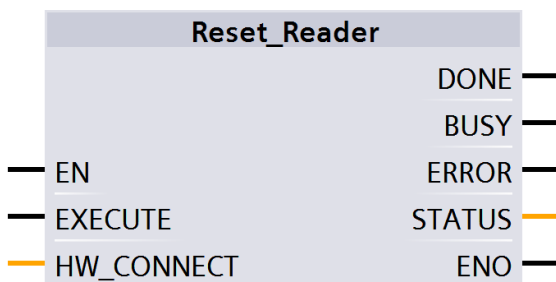 Reset_Reader
DONE
BUSY
EN ERROR
EXECUTE STATUS
HW_CONNECT ENO